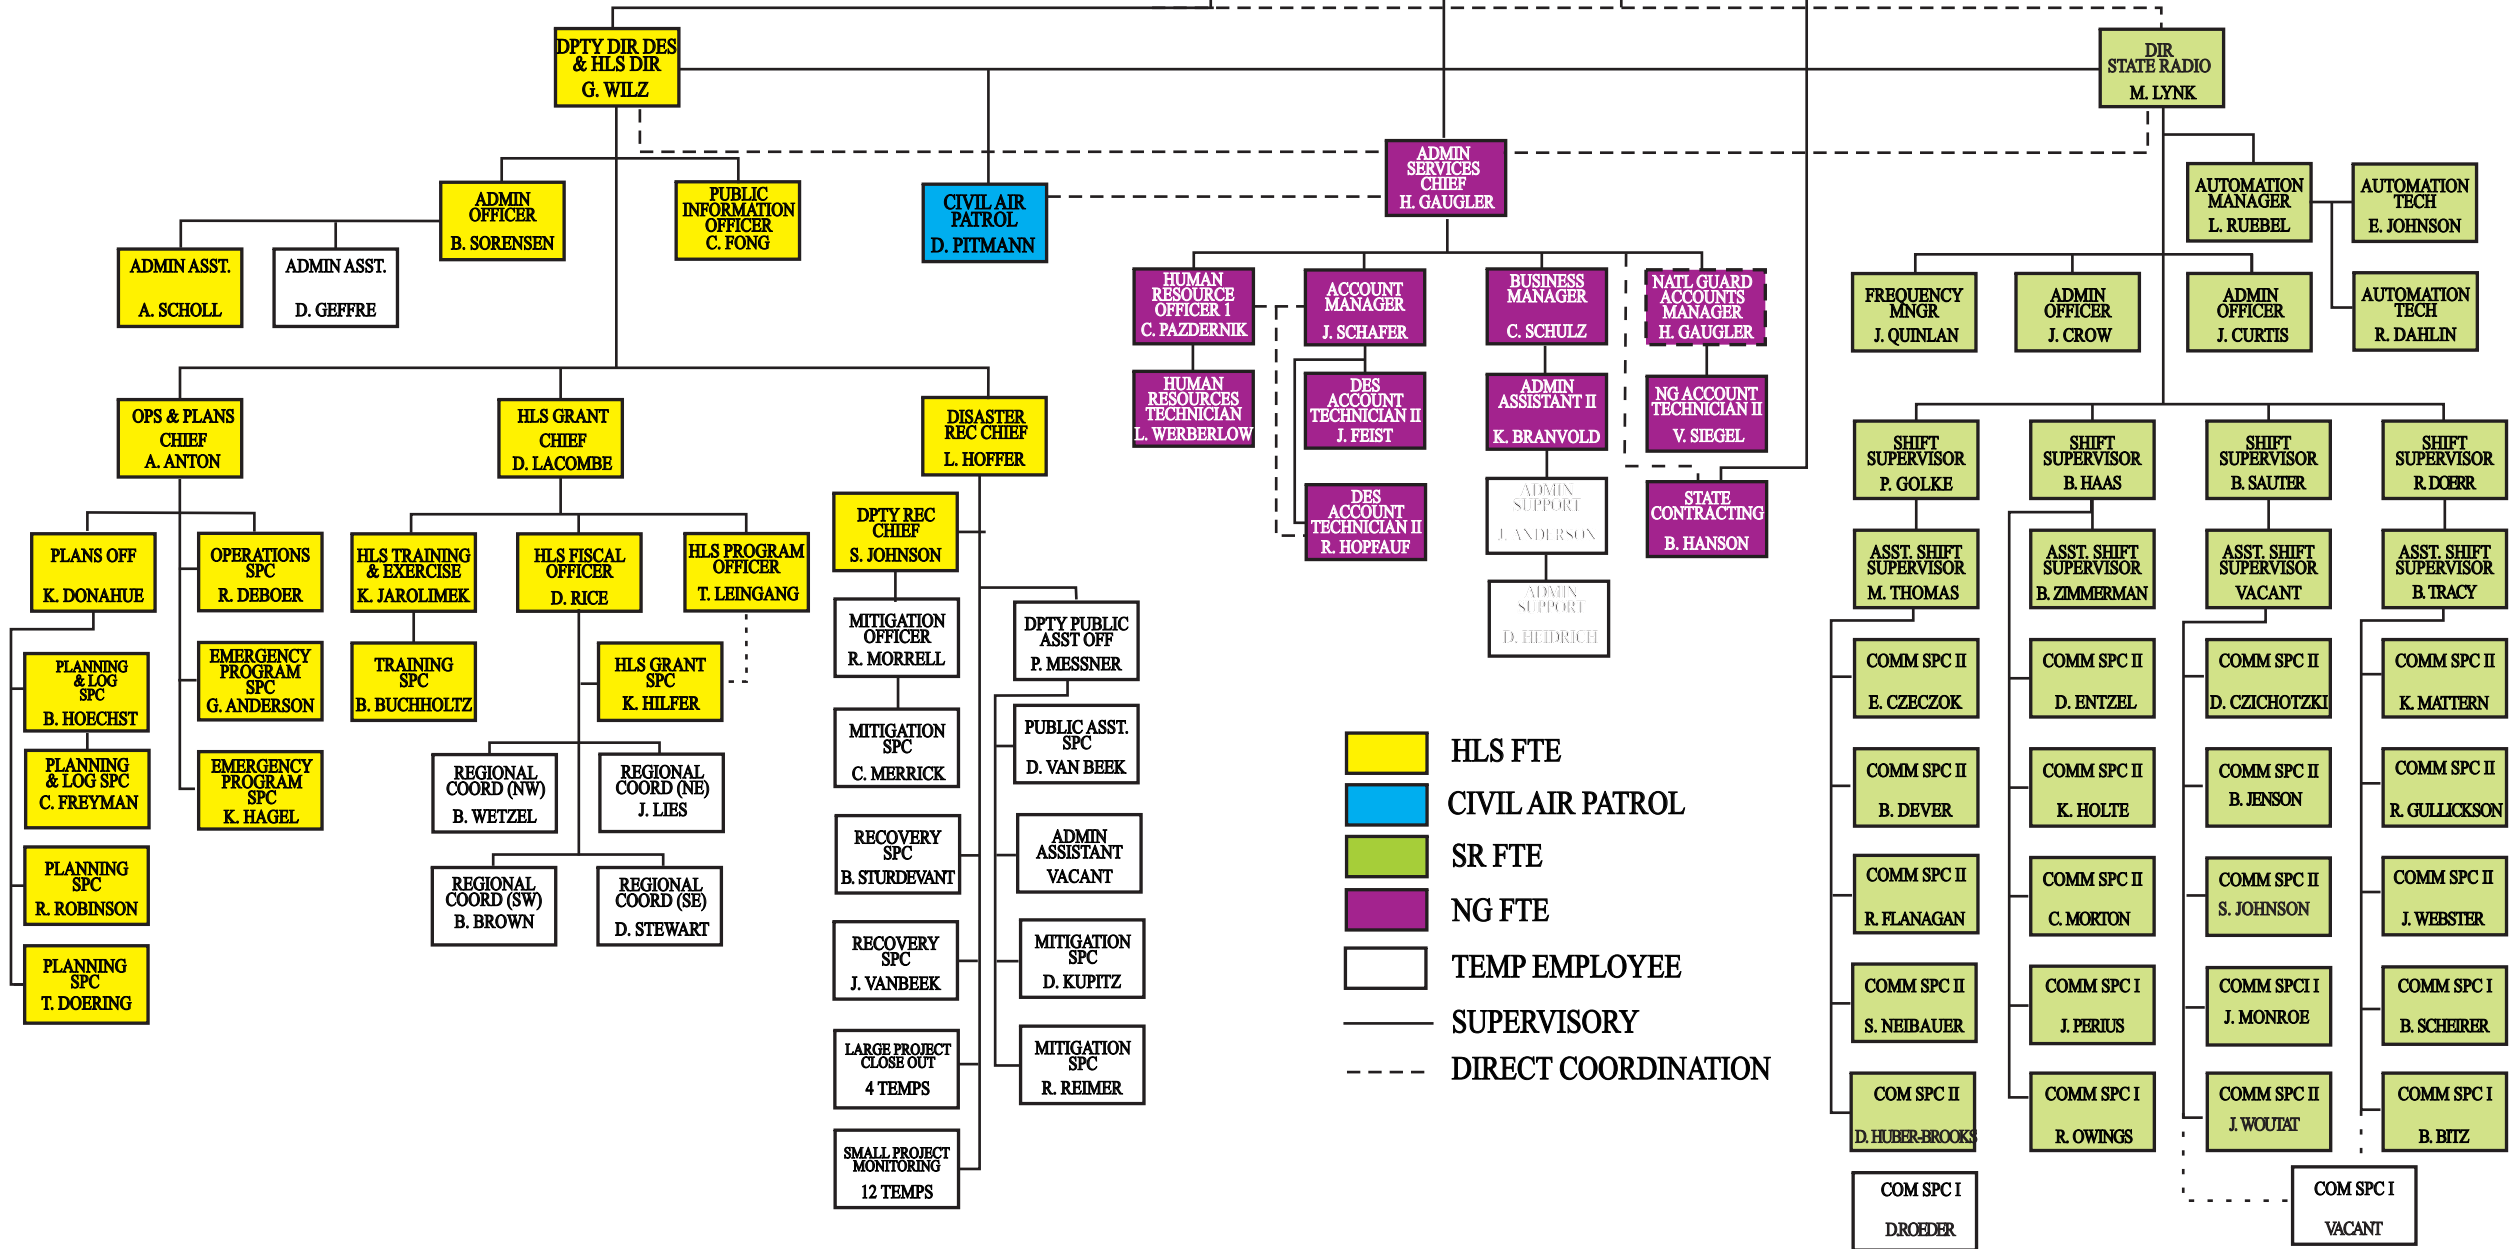 DPTY DIR DES
& HLS DIR
G. WILZ
DIR
STATE RADIO
M. LYNK
ADMIN
SERVICES
CHIEF
H. GAUGLER
ADMIN
OFFICER
B. SORENSEN
PUBLIC
INFORMATION
OFFICER
C. FONG
CIVIL AIR
PATROL
D. PITMANN
AUTOMATION
MANAGER
L. RUEBEL
AUTOMATION
TECH
E. JOHNSON
ADMIN ASST.
A. SCHOLL
ADMIN ASST.
D. GEFFRE
HUMAN
RESOURCE
OFFICER 1
C. PAZDERNIK
ACCOUNT
MANAGER
J. SCHAFER
BUSINESS
MANAGER
C. SCHULZ
NATL GUARD
ACCOUNTS
MANAGER
H. GAUGLER
FREQUENCY
MNGR
J. QUINLAN
ADMIN
OFFICER
J. CROW
ADMIN
OFFICER
J. CURTIS
AUTOMATION
TECH
R. DAHLIN
HUMAN
RESOURCES
TECHNICIAN
L. WERBERLOW
DES
ACCOUNT
TECHNICIAN II
J. FEIST
ADMIN
ASSISTANT II
K. BRANVOLD
NG ACCOUNT
TECHNICIAN II
V. SIEGEL
OPS & PLANS
CHIEF
A. ANTON
HLS GRANT
CHIEF
D. LACOMBE
DISASTER
REC CHIEF
L. HOFFER
SHIFT
SUPERVISOR
P. GOLKE
SHIFT
SUPERVISOR
B. HAAS
SHIFT
SUPERVISOR
B. SAUTER
SHIFT
SUPERVISOR
R. DOERR
DES
ACCOUNT
TECHNICIAN II
R. HOPFAUF
ADMIN
SUPPORT
J. ANDERSON
STATE
CONTRACTING
B. HANSON
DPTY REC
CHIEF
S. JOHNSON
PLANS OFF
K. DONAHUE
OPERATIONS
SPC
R. DEBOER
HLS TRAINING
& EXERCISE
K. JAROLIMEK
HLS FISCAL
OFFICER
D. RICE
HLS PROGRAM
OFFICER
T. LEINGANG
ASST. SHIFT
SUPERVISOR
M. THOMAS
ASST. SHIFT
SUPERVISOR
B. ZIMMERMAN
ASST. SHIFT
SUPERVISOR
VACANT
ASST. SHIFT
SUPERVISOR
B. TRACY
ADMIN
SUPPORT
D. HEIDRICH
MITIGATION
OFFICER
R. MORRELL
DPTY PUBLIC
ASST OFF
P. MESSNER
PLANNING
& LOG
SPC
B. HOECHST
EMERGENCY
PROGRAM
SPC
G. ANDERSON
TRAINING
SPC
B. BUCHHOLTZ
HLS GRANT
SPC
K. HILFER
COMM SPC II
E. CZECZOK
COMM SPC II
D. ENTZEL
COMM SPC II
D. CZICHOTZKI
COMM SPC II
K. MATTERN
MITIGATION
SPC
C. MERRICK
PUBLIC ASST.
SPC
D. VAN BEEK
PLANNING
& LOG SPC
C. FREYMAN
EMERGENCY
PROGRAM
SPC
K. HAGEL
REGIONAL
COORD (NW)
B. WETZEL
REGIONAL
COORD (NE)
J. LIES
COMM SPC II
B. DEVER
COMM SPC II
K. HOLTE
COMM SPC II
B. JENSON
COMM SPC II
R. GULLICKSON
RECOVERY
SPC
B. STURDEVANT
ADMIN
ASSISTANT
VACANT
PLANNING
SPC
R. ROBINSON
REGIONAL
COORD (SW)
B. BROWN
REGIONAL
COORD (SE)
D. STEWART
COMM SPC II
R. FLANAGAN
COMM SPC II
C. MORTON
COMM SPC II
S. JOHNSON
COMM SPC II
J. WEBSTER
RECOVERY
SPC
J. VANBEEK
MITIGATION
SPC
D. KUPITZ
PLANNING
SPC
T. DOERING
COMM SPC II
S. NEIBAUER
COMM SPC I
J. PERIUS
COMM SPCI I
J. MONROE
COMM SPC I
B. SCHEIRER
LARGE PROJECT
CLOSE OUT
4 TEMPS
MITIGATION
SPC
R. REIMER
COM SPC II
D. HUBER-BROOKS
COMM SPC I
R. OWINGS
COMM SPC II
J. WOUTAT
COMM SPC I
B. BITZ
SMALL PROJECT
MONITORING
12 TEMPS
COM SPC I
D.ROEDER
COM SPC I
VACANT
HLS FTE
CIVIL AIR PATROL
SR FTE
NG FTE
TEMP EMPLOYEE
SUPERVISORY
DIRECT COORDINATION